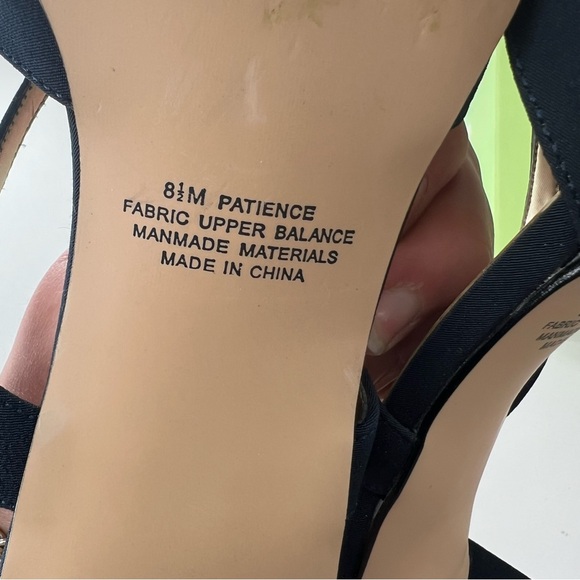 8½M PATIENCE
FABRIC UPPER BALANCE
MANMADE MATERIALS
MADE IN CHINA